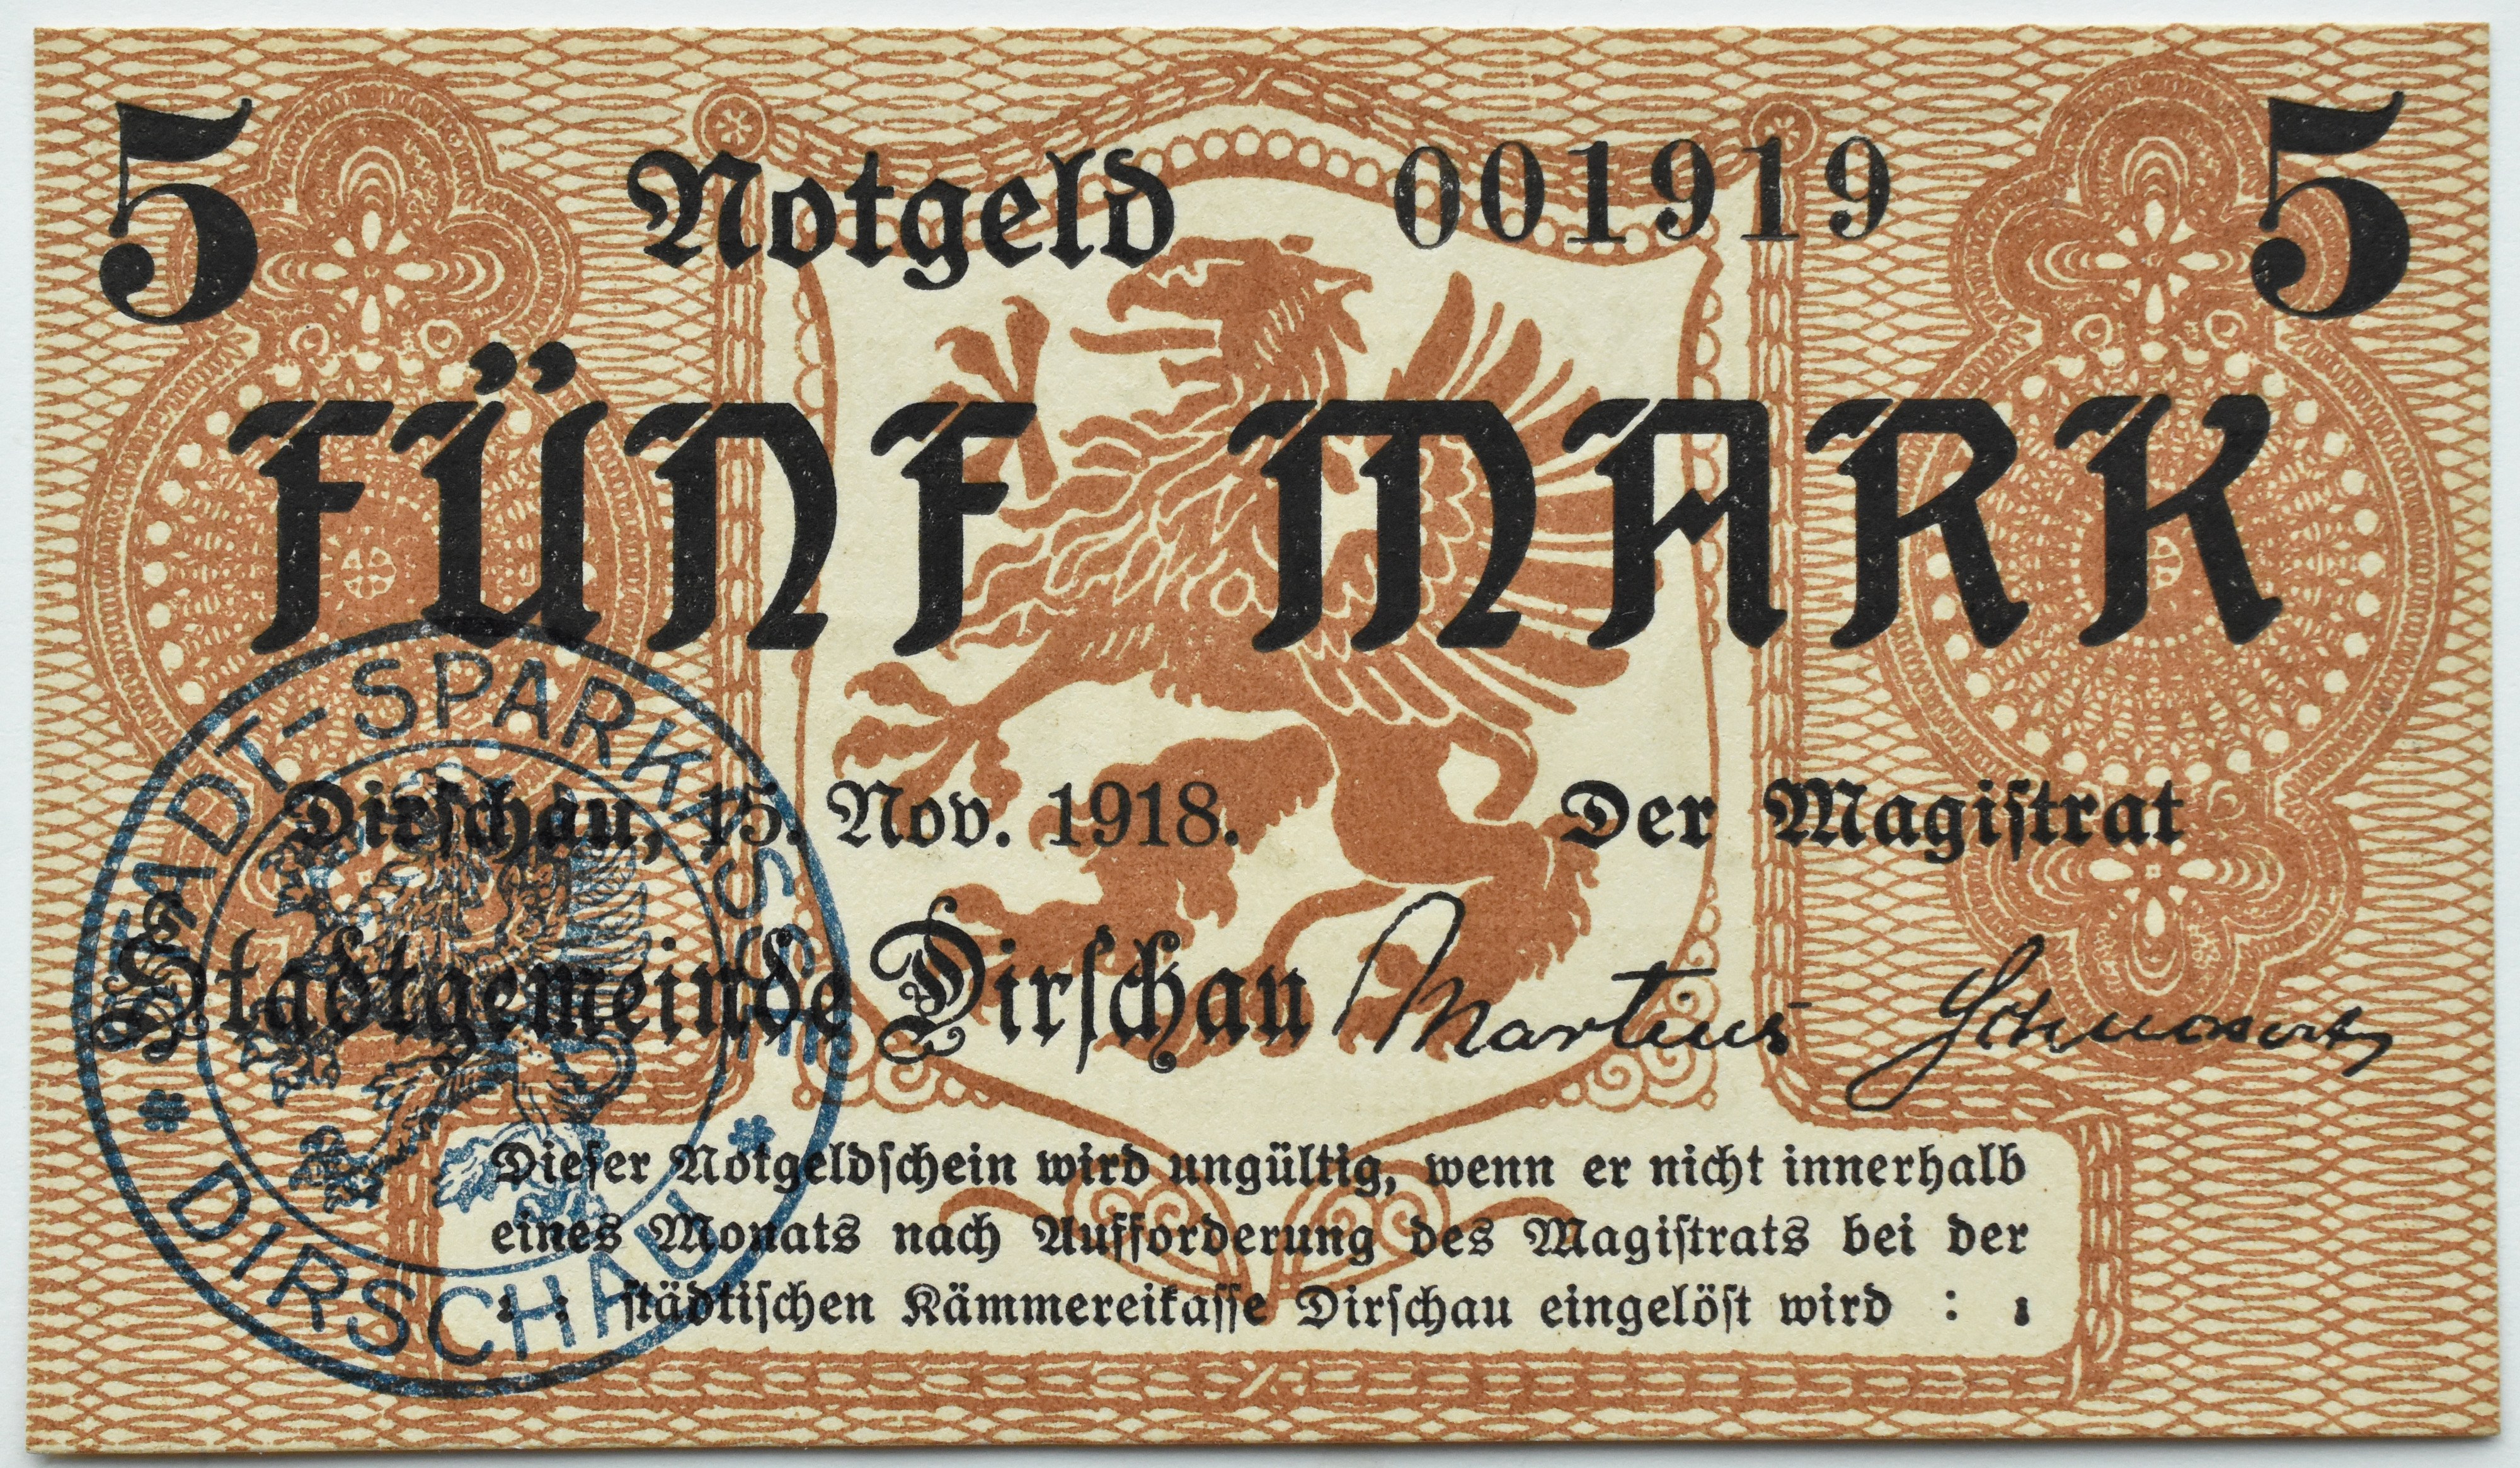 5 Notgeld 001919 5
FÜNF MARK
Dirſchau, 15. Nov. 1918. Der Magiſtrat
Stadtgemeinde Dirſchau Martius
Dieſer Notgeldſchein wird ungültig, wenn er nicht innerhalb
eines Monats nach Aufforderung des Magiſtrats bei der
: : ſtädtiſchen Kämmereikaſſe Dirſchau eingelöſt wird : :
STADT-SPARKASSE
* DIRSCHAU *